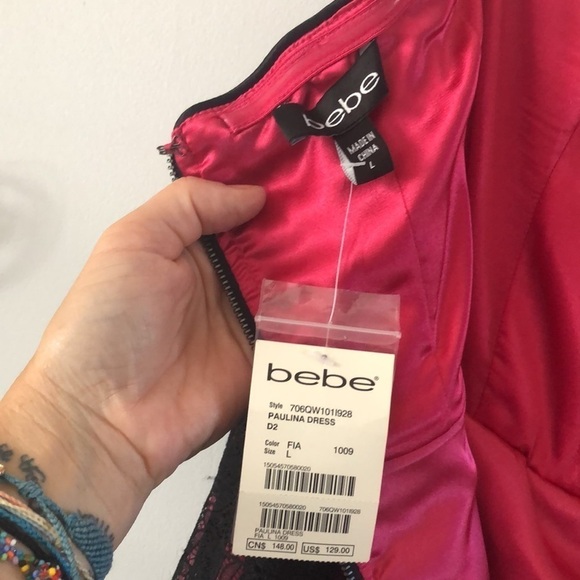 bebe
MADE IN
CHINA
L
bebe®
Style 706QW101I928
PAULINA DRESS
D2
Color FIA 1009
Size L
15054570580020
15054570580020 706QW101I928
PAULINA DRESS
FIA L 1009
CN$ 148.00 US$ 129.00